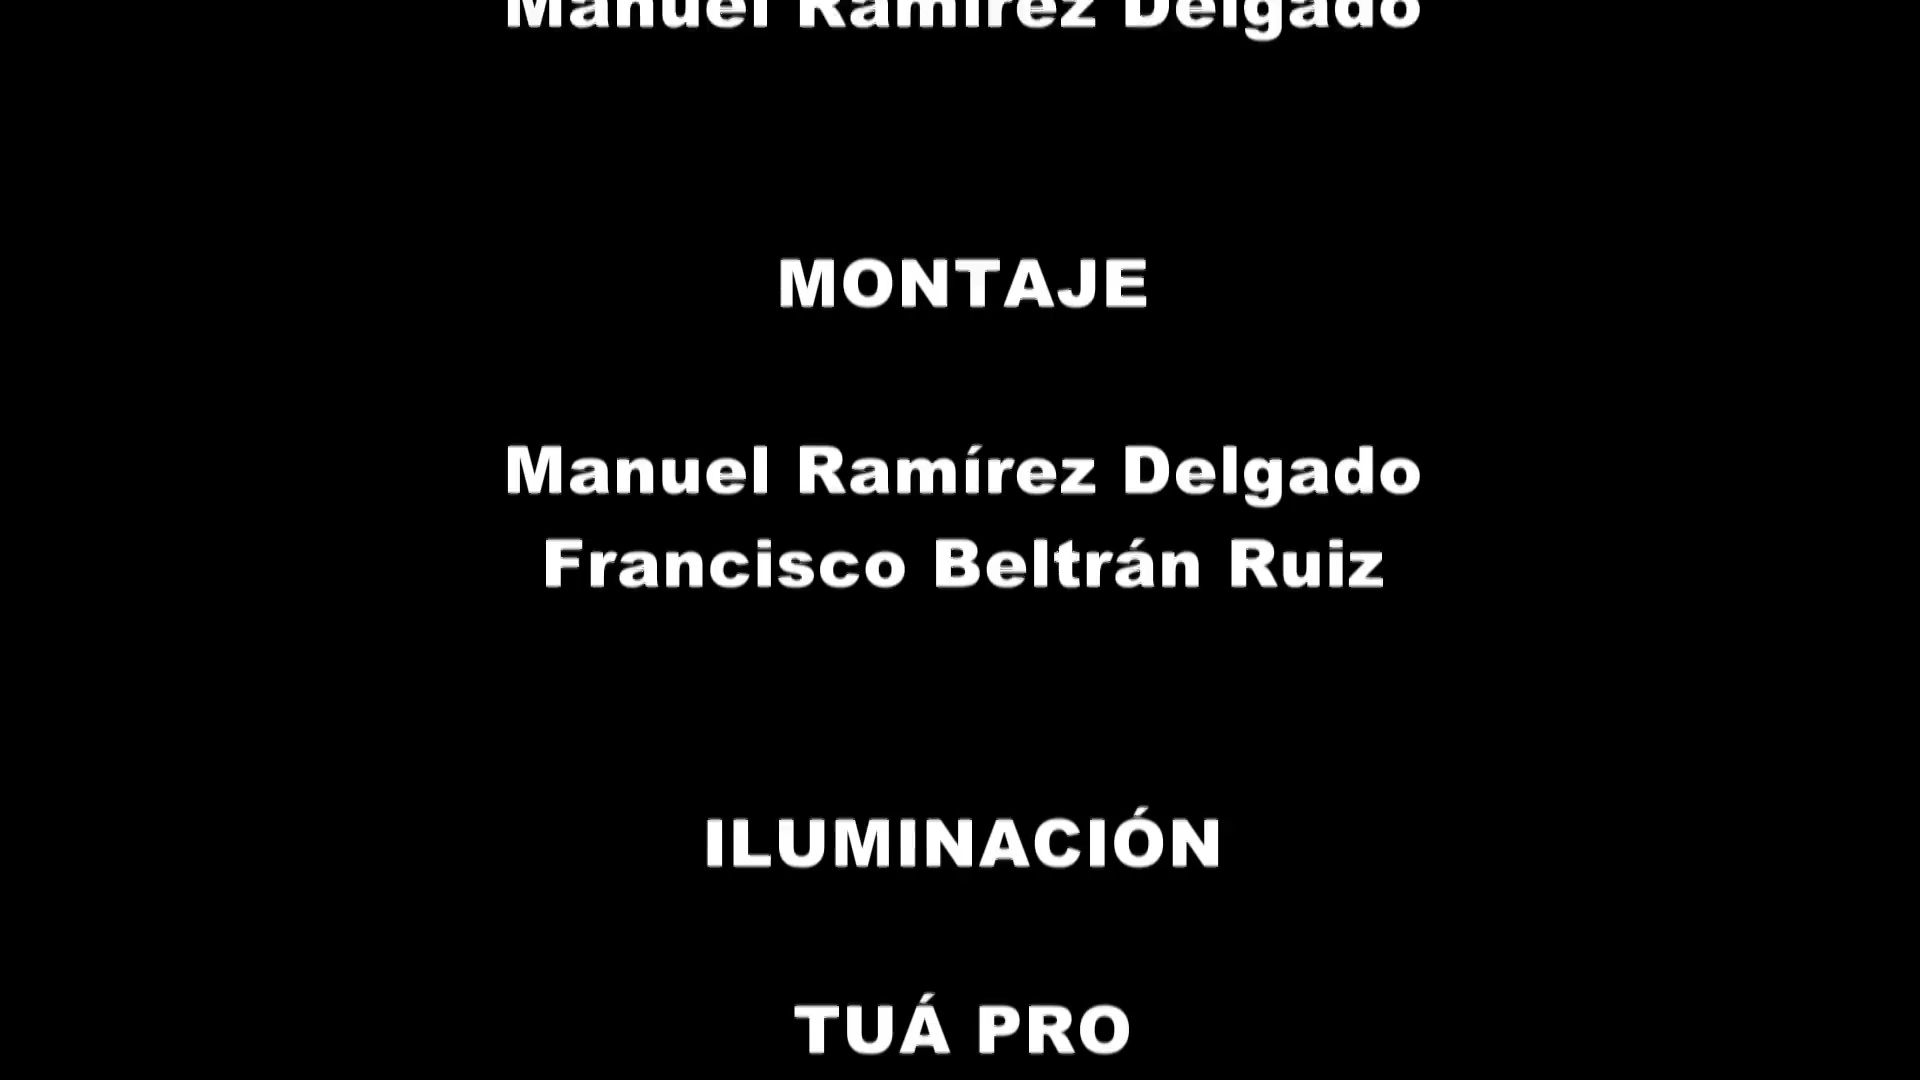 Manuel Ramírez Delgado
MONTAJE
Manuel Ramírez Delgado
Francisco Beltrán Ruiz
ILUMINACIÓN
TUÁ PRO